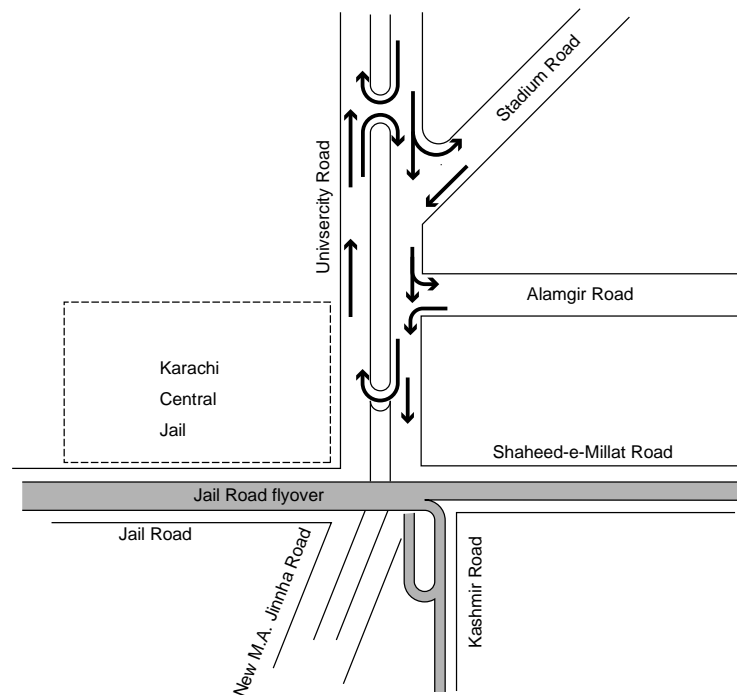 Stadium Road
Univsercity Road
Alamgir Road
Karachi
Central
Jail
Shaheed-e-Millat Road
Jail Road flyover
Jail Road
New M.A. Jinnha Road
Kashmir Road